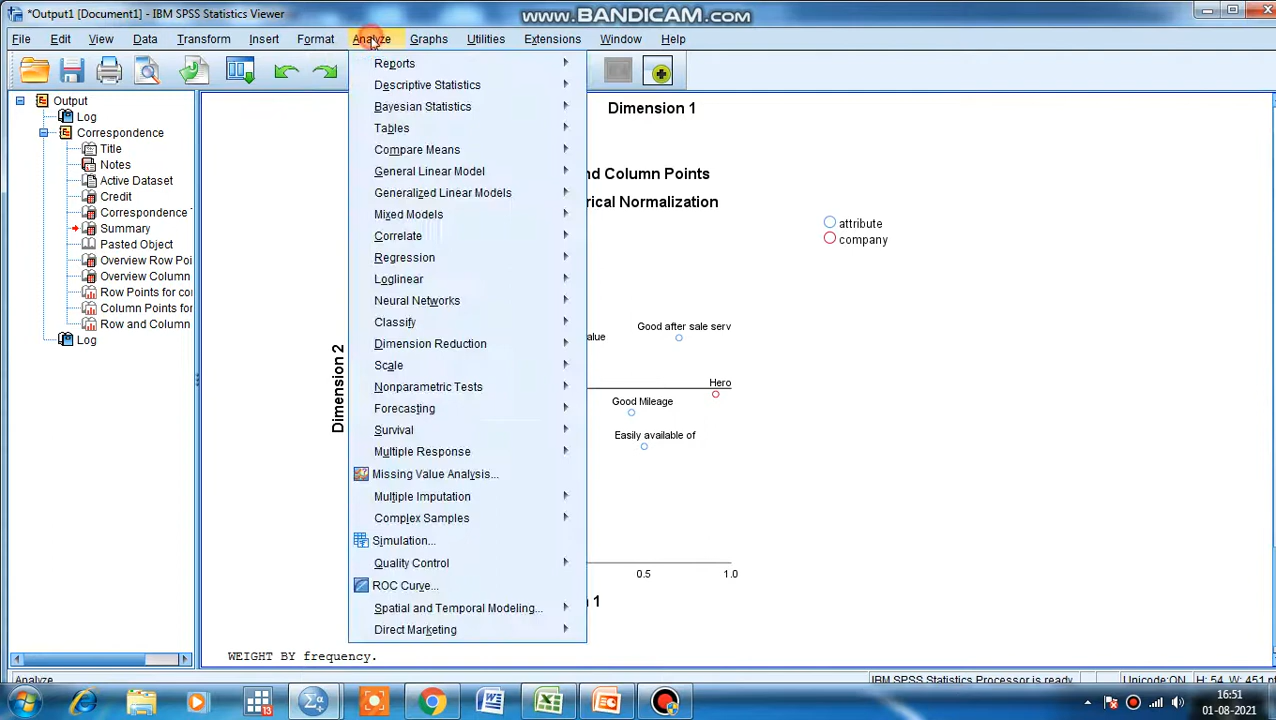 *Output1 [Document1] - IBM SPSS Statistics Viewer
www.BANDICAM.com
File Edit View Data Transform Insert Format Analyze Graphs Utilities Extensions Window Help
Output
Log
Correspondence
Title
Notes
Active Dataset
Credit
Correspondence
Summary
Pasted Object
Overview Row Poi
Overview Column
Row Points for co
Column Points for
Row and Column
Log
Reports
Descriptive Statistics
Bayesian Statistics
Tables
Compare Means
General Linear Model
Generalized Linear Models
Mixed Models
Correlate
Regression
Loglinear
Neural Networks
Classify
Dimension Reduction
Scale
Nonparametric Tests
Forecasting
Survival
Multiple Response
Missing Value Analysis...
Multiple Imputation
Complex Samples
Simulation...
Quality Control
ROC Curve...
Spatial and Temporal Modeling...
Direct Marketing
Dimension 1
nd Column Points
rical Normalization
attribute
company
Good after sale serv
alue
Hero
Good Mileage
Easily available of
Dimension 2
0.5 1.0
1
WEIGHT BY frequency.
Analyze
IBM SPSS Statistics Processor is ready
Unicode:ON
H: 54, W: 451 pt
13
16:51
01-08-2021